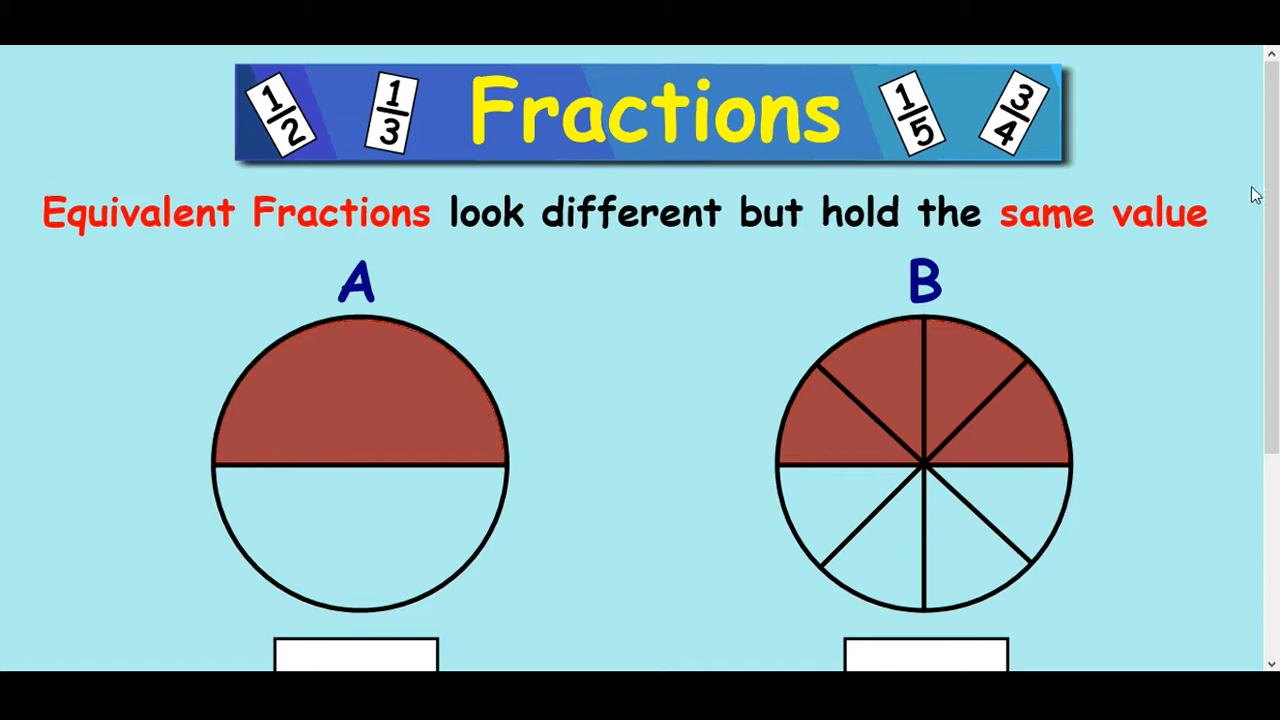 1/2 1/3 Fractions 1/5 3/4
Equivalent Fractions look different but hold the same value
A B